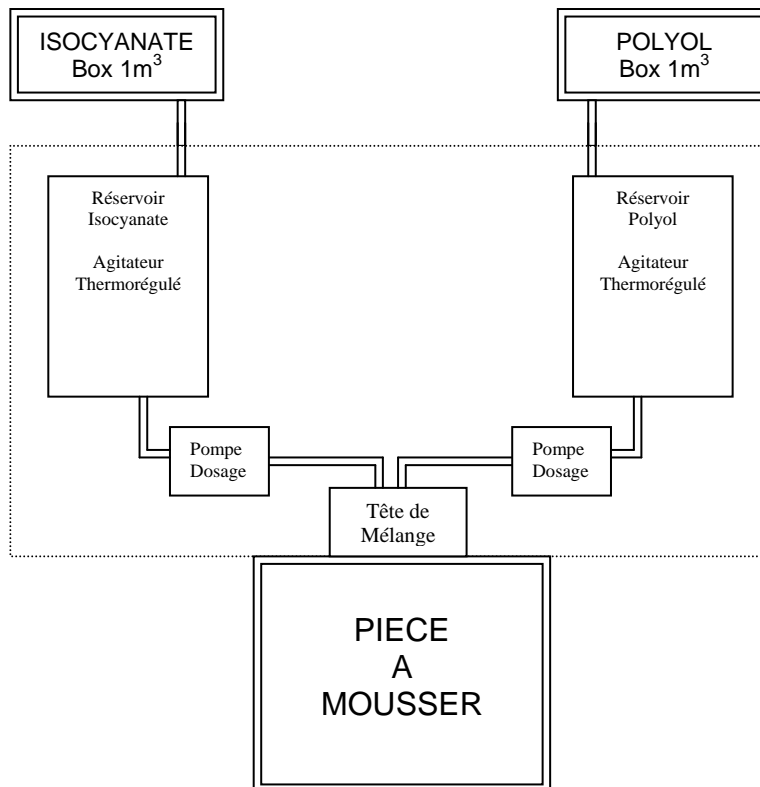 ISOCYANATE
Box 1m³
POLYOL
Box 1m³
Réservoir
Isocyanate
Agitateur
Thermorégulé
Réservoir
Polyol
Agitateur
Thermorégulé
Pompe
Dosage
Pompe
Dosage
Tête de
Mélange
PIECE
A
MOUSSER